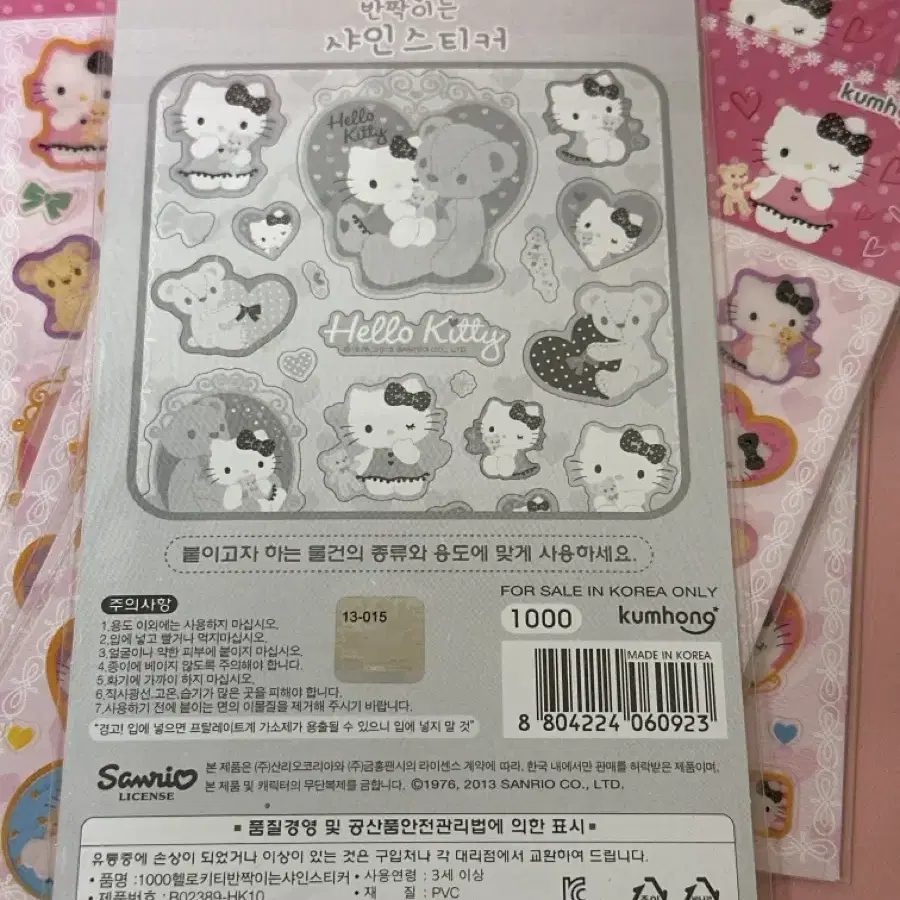 반짝이는
샤인스티커
Hello
Kitty
Hello Kitty
붙이고자 하는 물건의 종류와 용도에 맞게 사용하세요.
주의사항
1.용도 이외에는 사용하지 마십시오.
2.입에 넣고 빨거나 먹지마십시오.
3.얼굴이나 약한 피부에 붙이지 마십시오.
4.종이에 베이지 않도록 주의해야 합니다.
5.화기에 가까이 하지 마십시오.
6.직사광선,고온,습기가 많은 곳을 피해야합니다.
7.사용하기 전에 붙이는 면의 이물질을 제거해 주시기 바랍니다.
"경고! 입에 넣으면 프탈레이트계 가소제가 용출될 수 있으니 입에 넣지 말 것"
13-015
FOR SALE IN KOREA ONLY
1000 kumhong
MADE IN KOREA
8 804224 060923
Sanrio
LICENSE
본 제품은 (주)산리오코리아와 (주)금홍팬시의 라이센스 계약에 따라, 한국 내에서만 판매를 허락받은 제품이며,
본 제품 및 캐릭터의 무단복제를 금합니다. ©1976, 2013 SANRIO CO., LTD.
▪ 품질경영 및 공산품안전관리법에 의한 표시▪
유통중에 손상이 되었거나 이상이 있는 것은 구입처나 각 대리점에서 교환하여 드립니다.
· 품명 : 1000헬로키티반짝이는샤인스티커 · 사용연령 : 3세 이상
· 제품번호 : B02389-HK10 · 재 질 : PVC
kumho